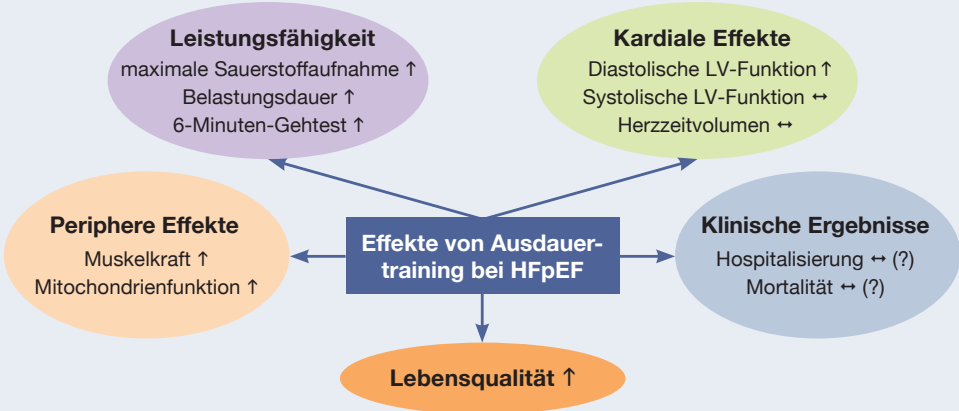 Leistungsfähigkeit
maximale Sauerstoffaufnahme ↑
Belastungsdauer ↑
6-Minuten-Gehtest ↑
Kardiale Effekte
Diastolische LV-Funktion ↑
Systolische LV-Funktion ↔
Herzzeitvolumen ↔
Periphere Effekte
Muskelkraft ↑
Mitochondrienfunktion ↑
Effekte von Ausdauer-
training bei HFpEF
Klinische Ergebnisse
Hospitalisierung ↔ (?)
Mortalität ↔ (?)
Lebensqualität ↑